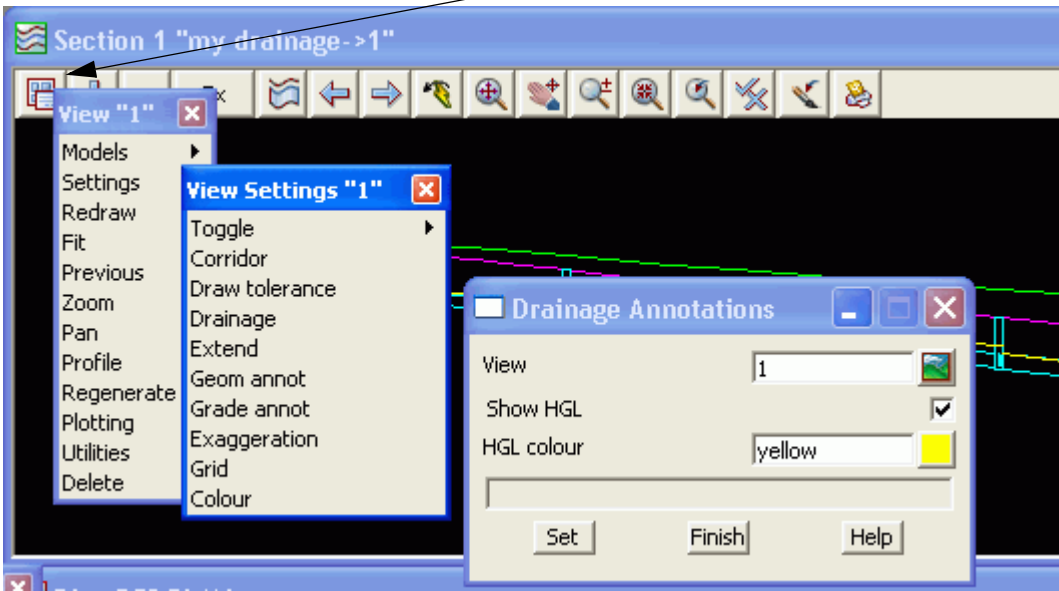 Section 1 "my drainage->1"
View "1"
Models
Settings
Redraw
Fit
Previous
Zoom
Pan
Profile
Regenerate
Plotting
Utilities
Delete
View Settings "1"
Toggle
Corridor
Draw tolerance
Drainage
Extend
Geom annot
Grade annot
Exaggeration
Grid
Colour
Drainage Annotations
View 1
Show HGL
HGL colour yellow
Set Finish Help